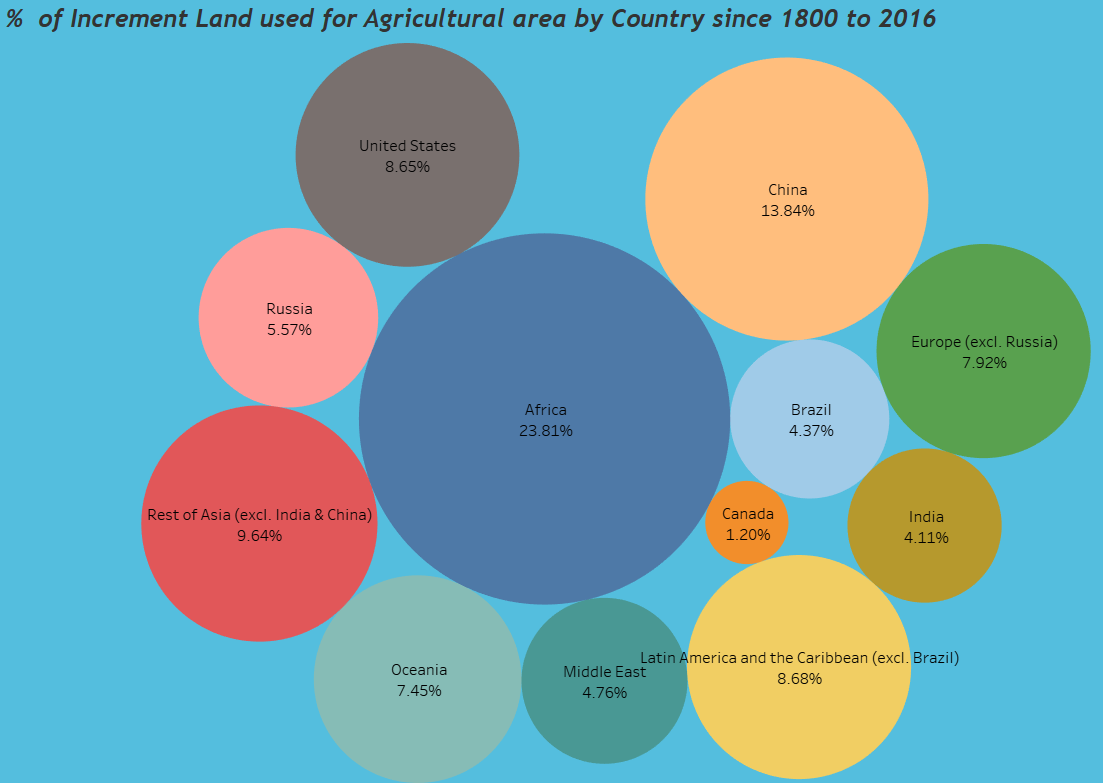 % of Increment Land used for Agricultural area by Country since 1800 to 2016
United States
8.65%
China
13.84%
Russia
5.57%
Europe (excl. Russia)
7.92%
Africa
23.81%
Brazil
4.37%
Rest of Asia (excl. India & China)
9.64%
Canada
1.20%
India
4.11%
Oceania
7.45%
Middle East
4.76%
Latin America and the Caribbean (excl. Brazil)
8.68%